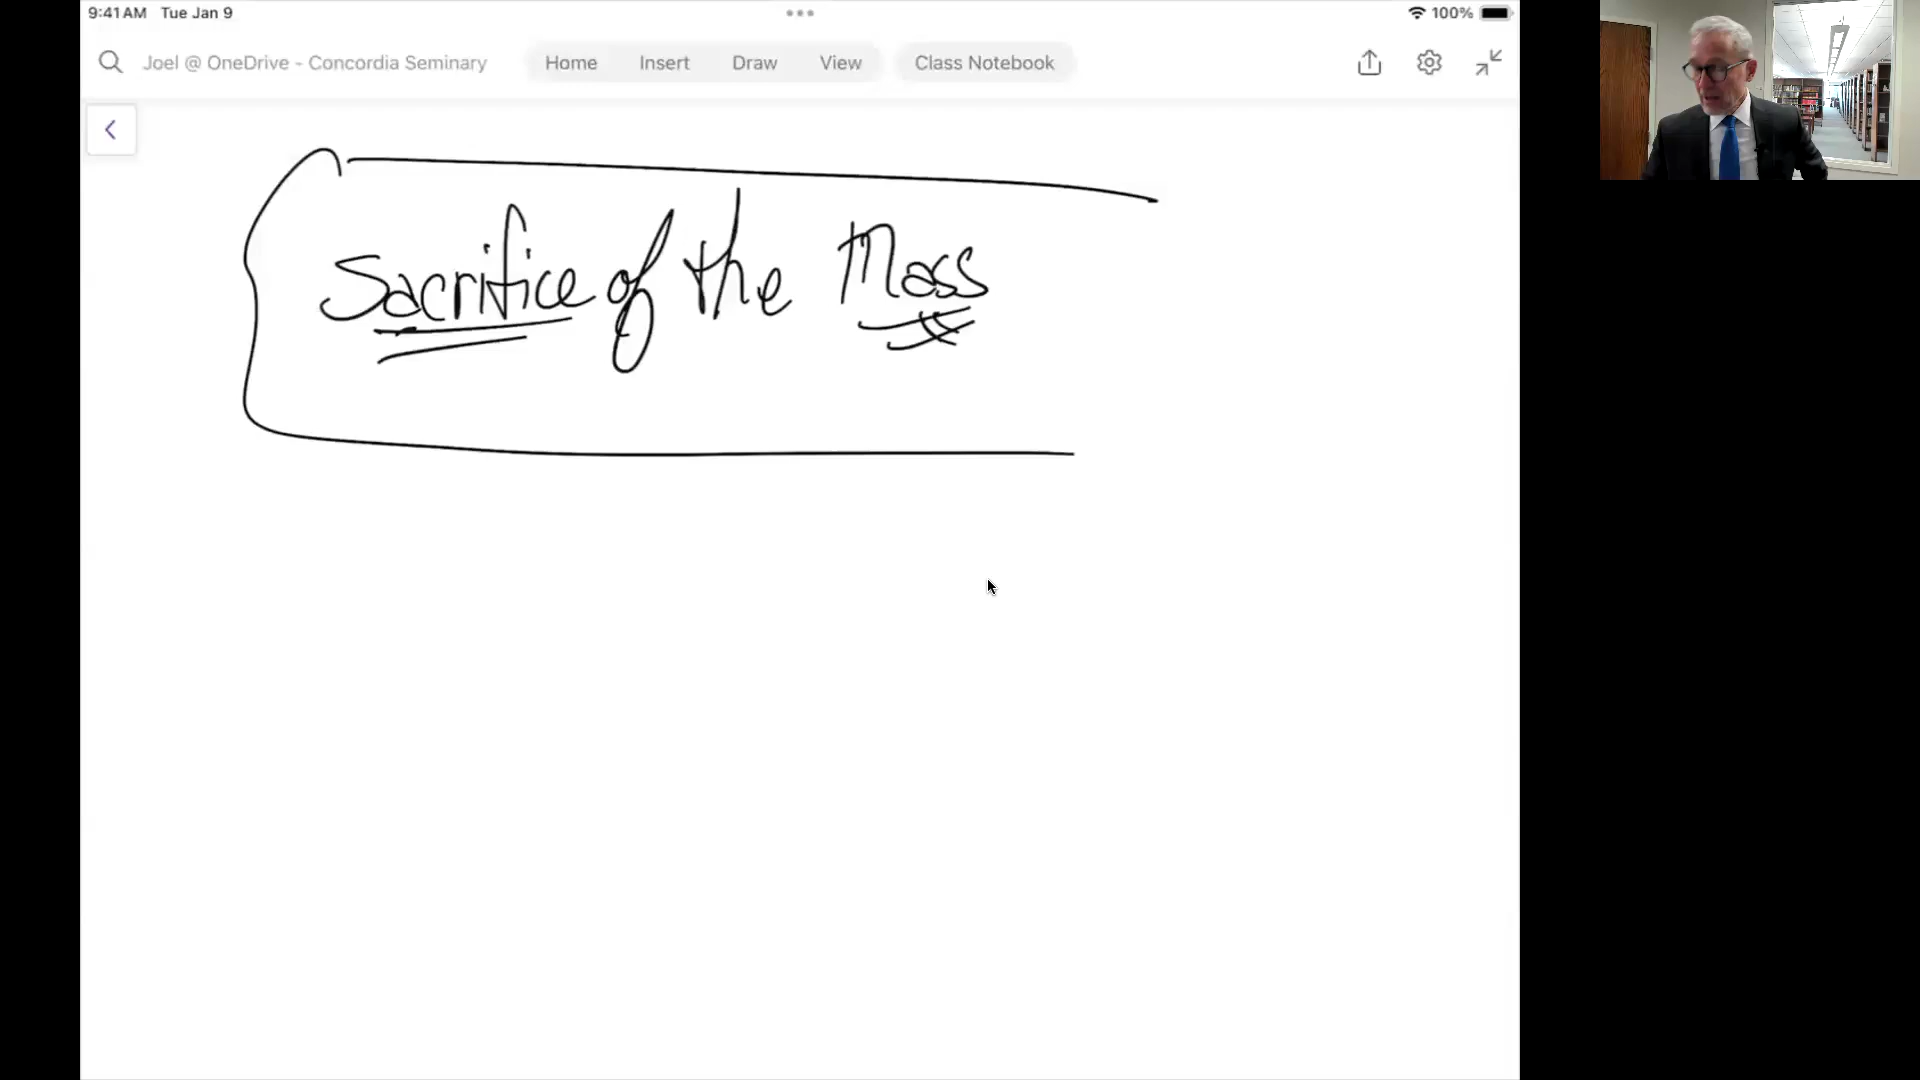 9:41 AM Tue Jan 9
100%
Joel @ OneDrive - Concordia Seminary
Home Insert Draw View Class Notebook
Sacrifice of the Mass